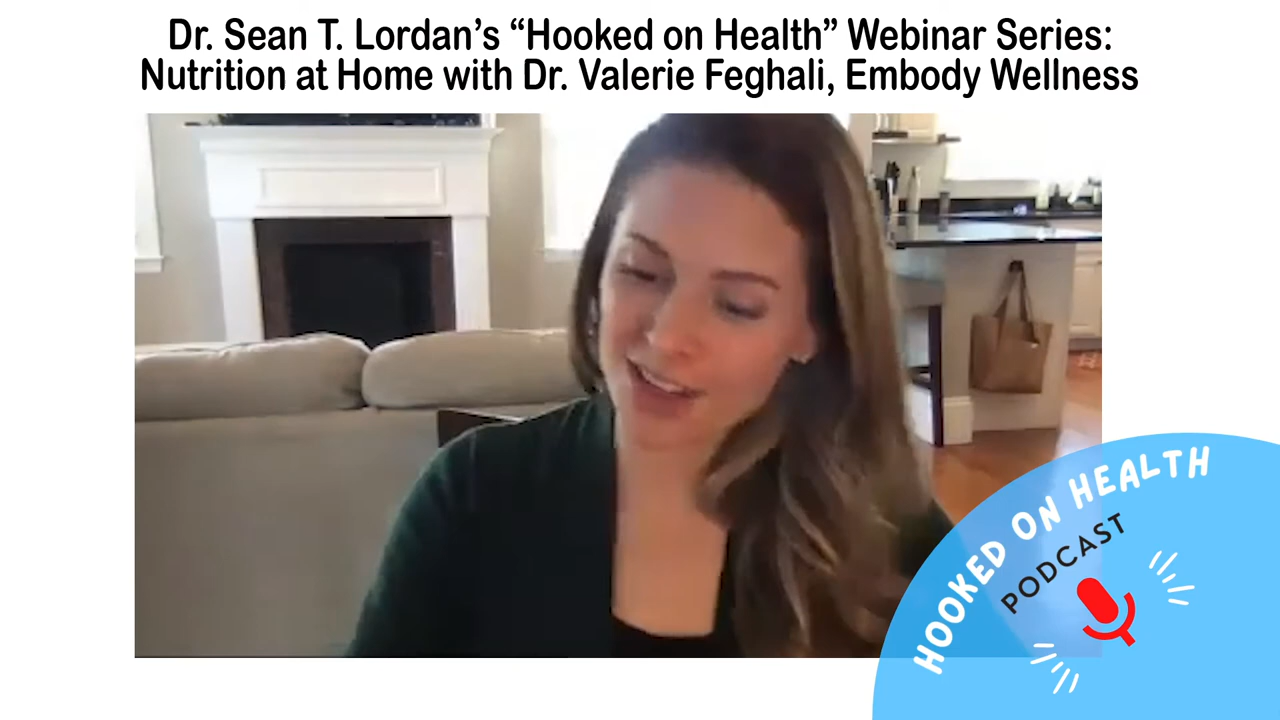 Dr. Sean T. Lordan’s “Hooked on Health” Webinar Series:
Nutrition at Home with Dr. Valerie Feghali, Embody Wellness
HOOKED ON HEALTH
PODCAST